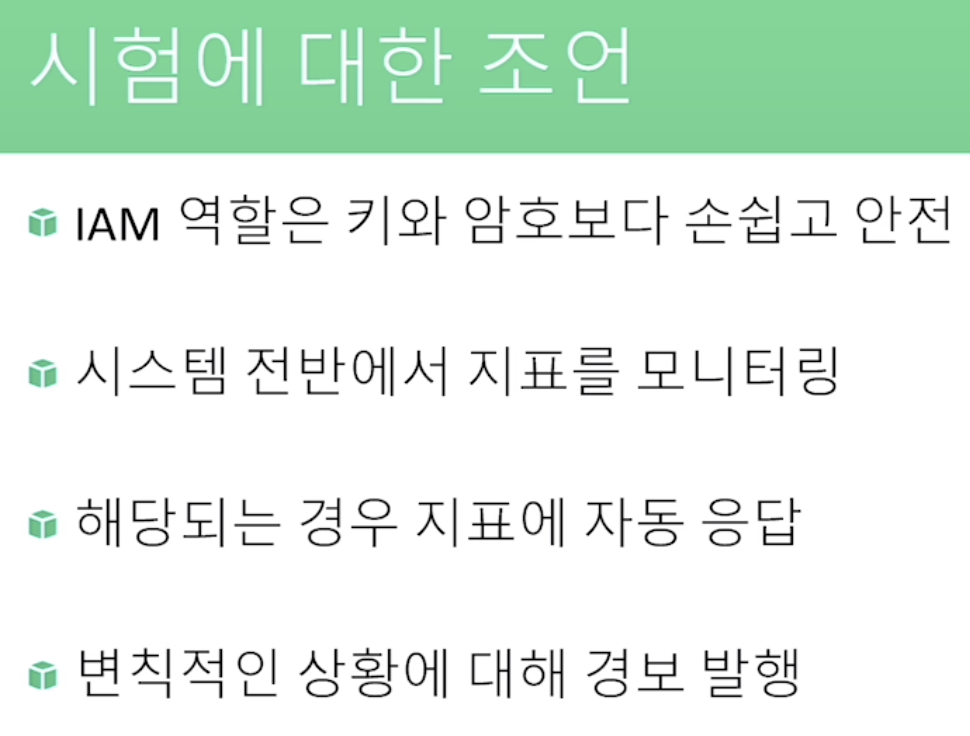 시험에 대한 조언
IAM 역할은 키와 암호보다 손쉽고 안전
시스템 전반에서 지표를 모니터링
해당되는 경우 지표에 자동 응답
변칙적인 상황에 대해 경보 발행